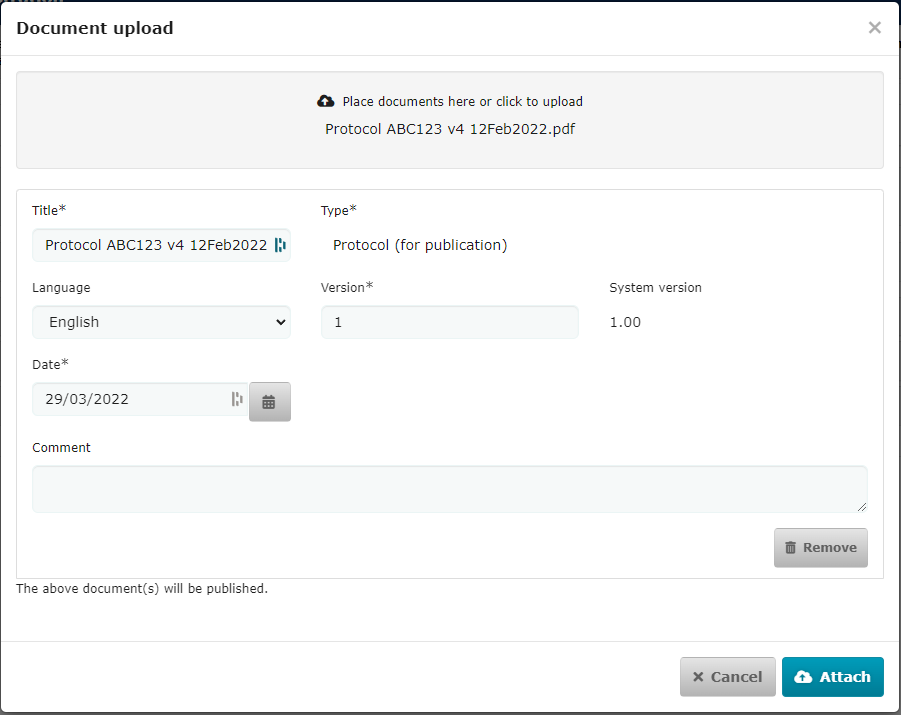 Document upload
Place documents here or click to upload
Protocol ABC123 v4 12Feb2022.pdf
Title* Type*
Protocol ABC123 v4 12Feb2022 Protocol (for publication)
Language Version* System version
English 1 1.00
Date*
29/03/2022
Comment
Remove
The above document(s) will be published.
Cancel Attach